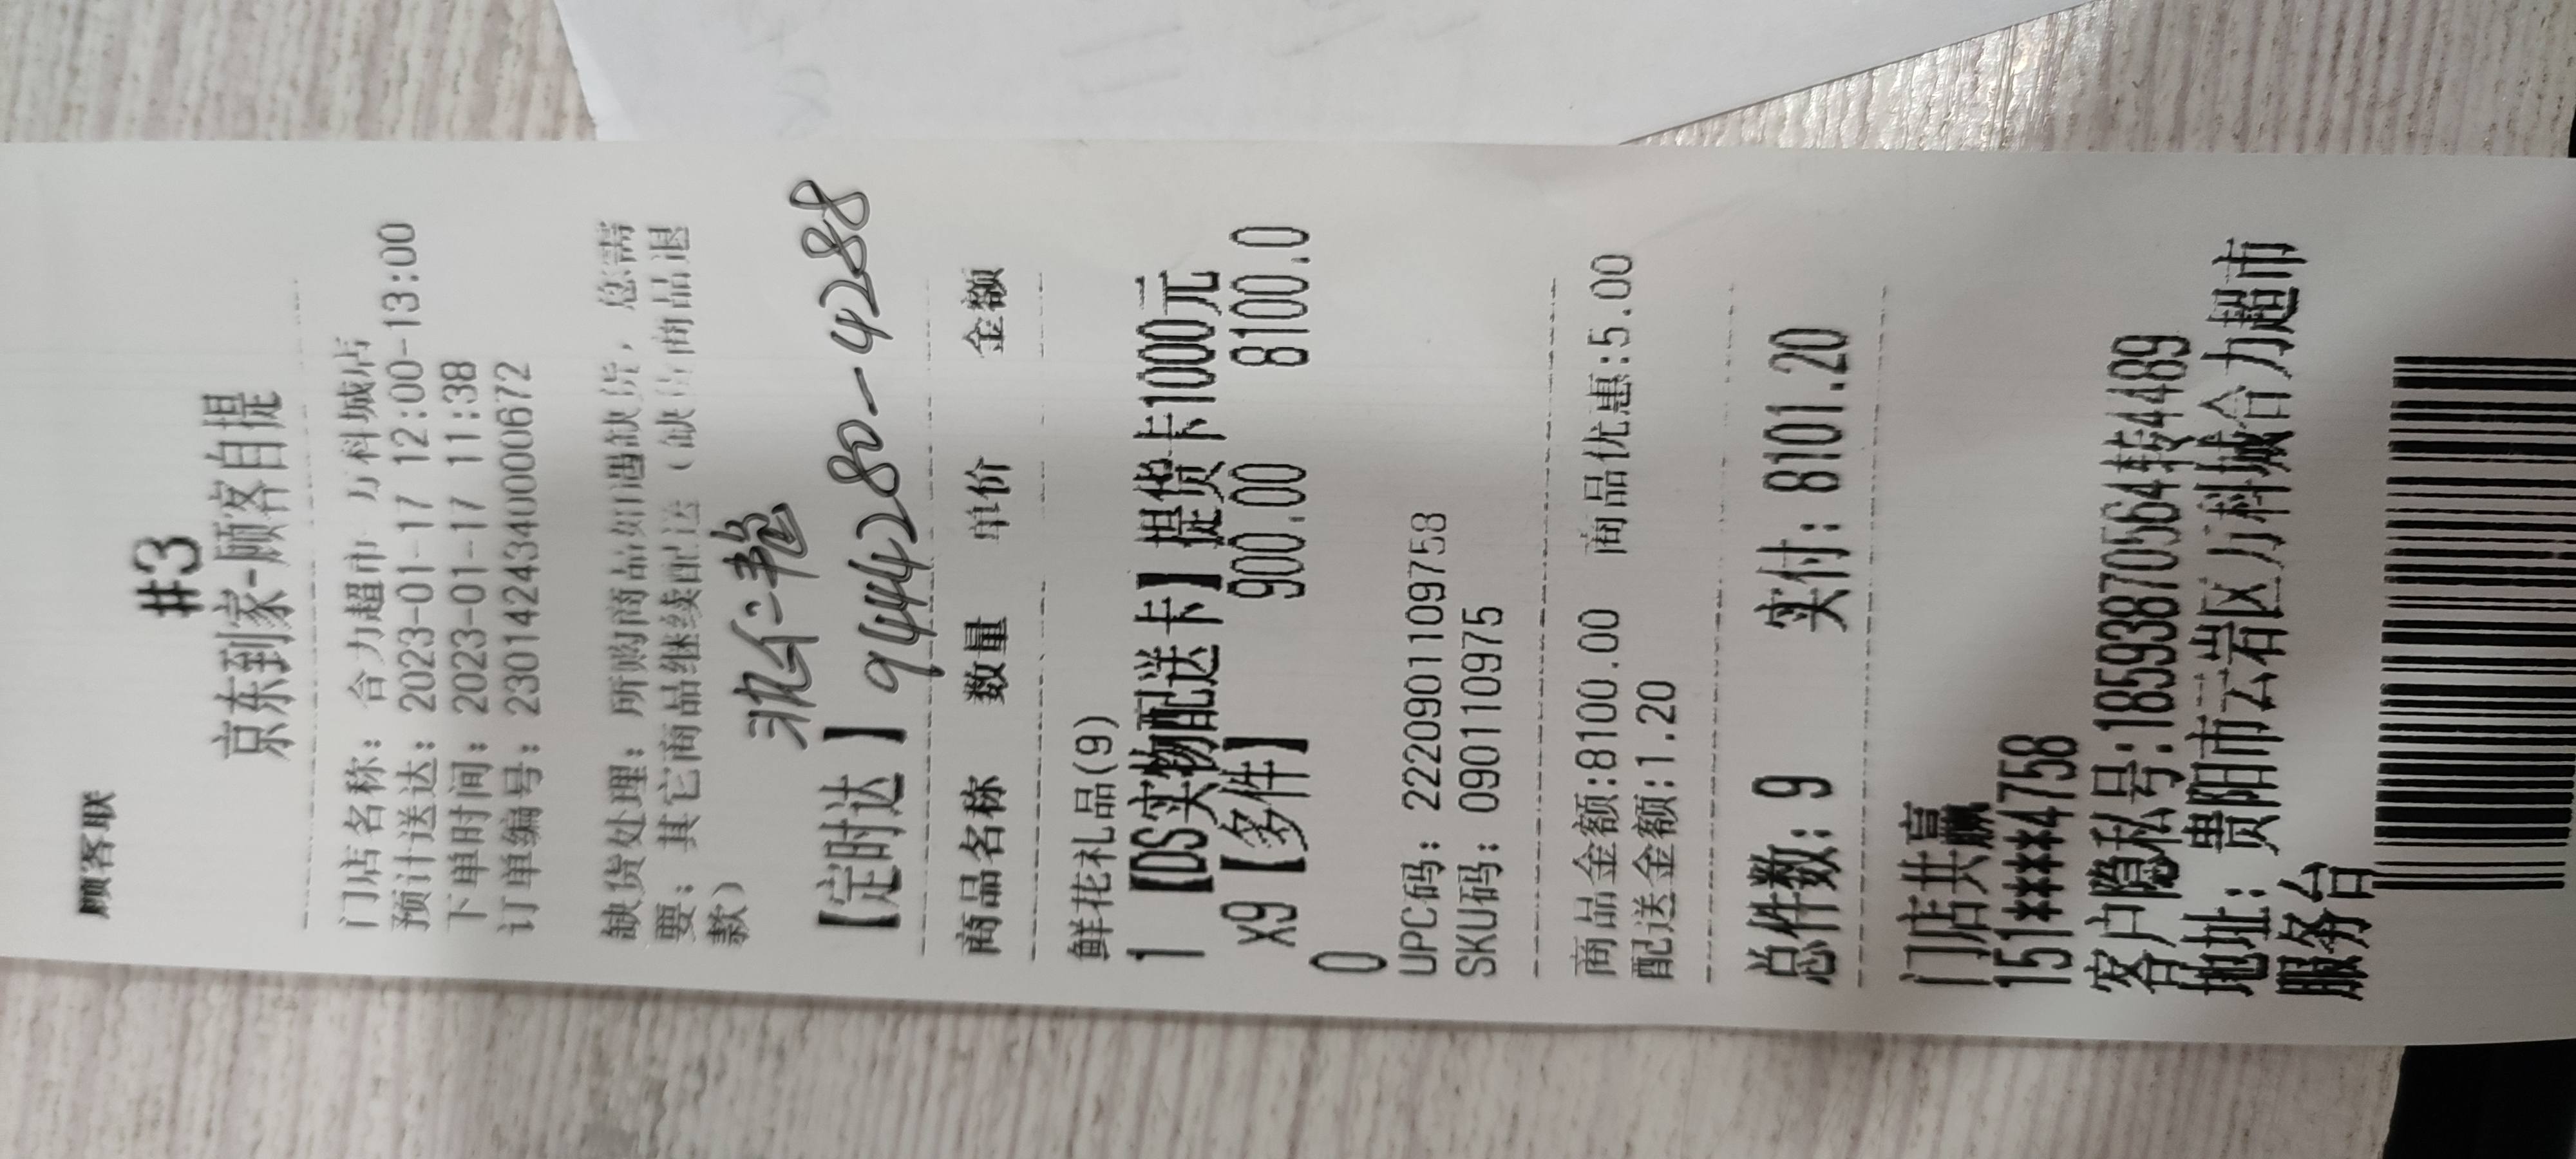 顾客联
#3
京东到家-顾客自提
门店名称：合力超市 万科城店
预计送达：2023-01-17 12:00-13:00
下单时间：2023-01-17 11:38
订单编号：2301424340000672
缺货处理：所购商品如遇缺货，您需
要：其它商品继续配送（缺货商品退
款）
【定时达】 9444280-4288
商品名称 数量 单价 金额
鲜花礼品(9)
1 【DS实物配送卡】提货卡1000元
x9【多件】 900.00 8100.0
0
UPC码：2220901109758
SKU码：090110975
商品金额:8100.00 商品优惠:5.00
配送金额:1.20
总件数：9 实付：8101.20
门店共赢
151****4758
客户隐私号:18593870564转4489
地址：贵阳市云岩区万科城合力超市
服务台